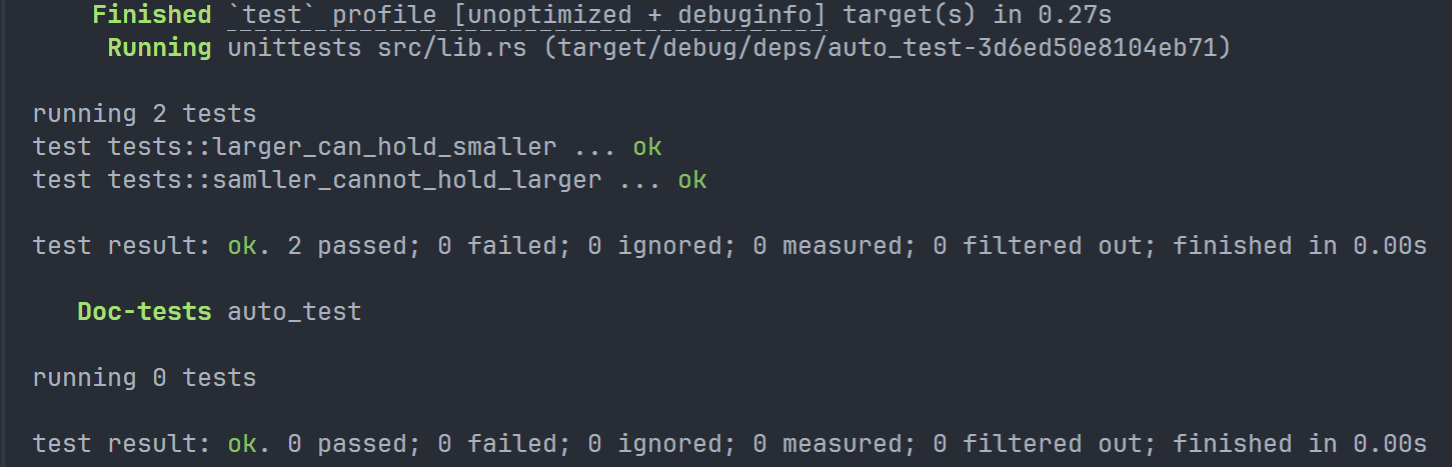 Finished `test` profile [unoptimized + debuginfo] target(s) in 0.27s
Running unittests src/lib.rs (target/debug/deps/auto_test-3d6ed50e8104eb71)
running 2 tests
test tests::larger_can_hold_smaller ... ok
test tests::samller_cannot_hold_larger ... ok
test result: ok. 2 passed; 0 failed; 0 ignored; 0 measured; 0 filtered out; finished in 0.00s
Doc-tests auto_test
running 0 tests
test result: ok. 0 passed; 0 failed; 0 ignored; 0 measured; 0 filtered out; finished in 0.00s